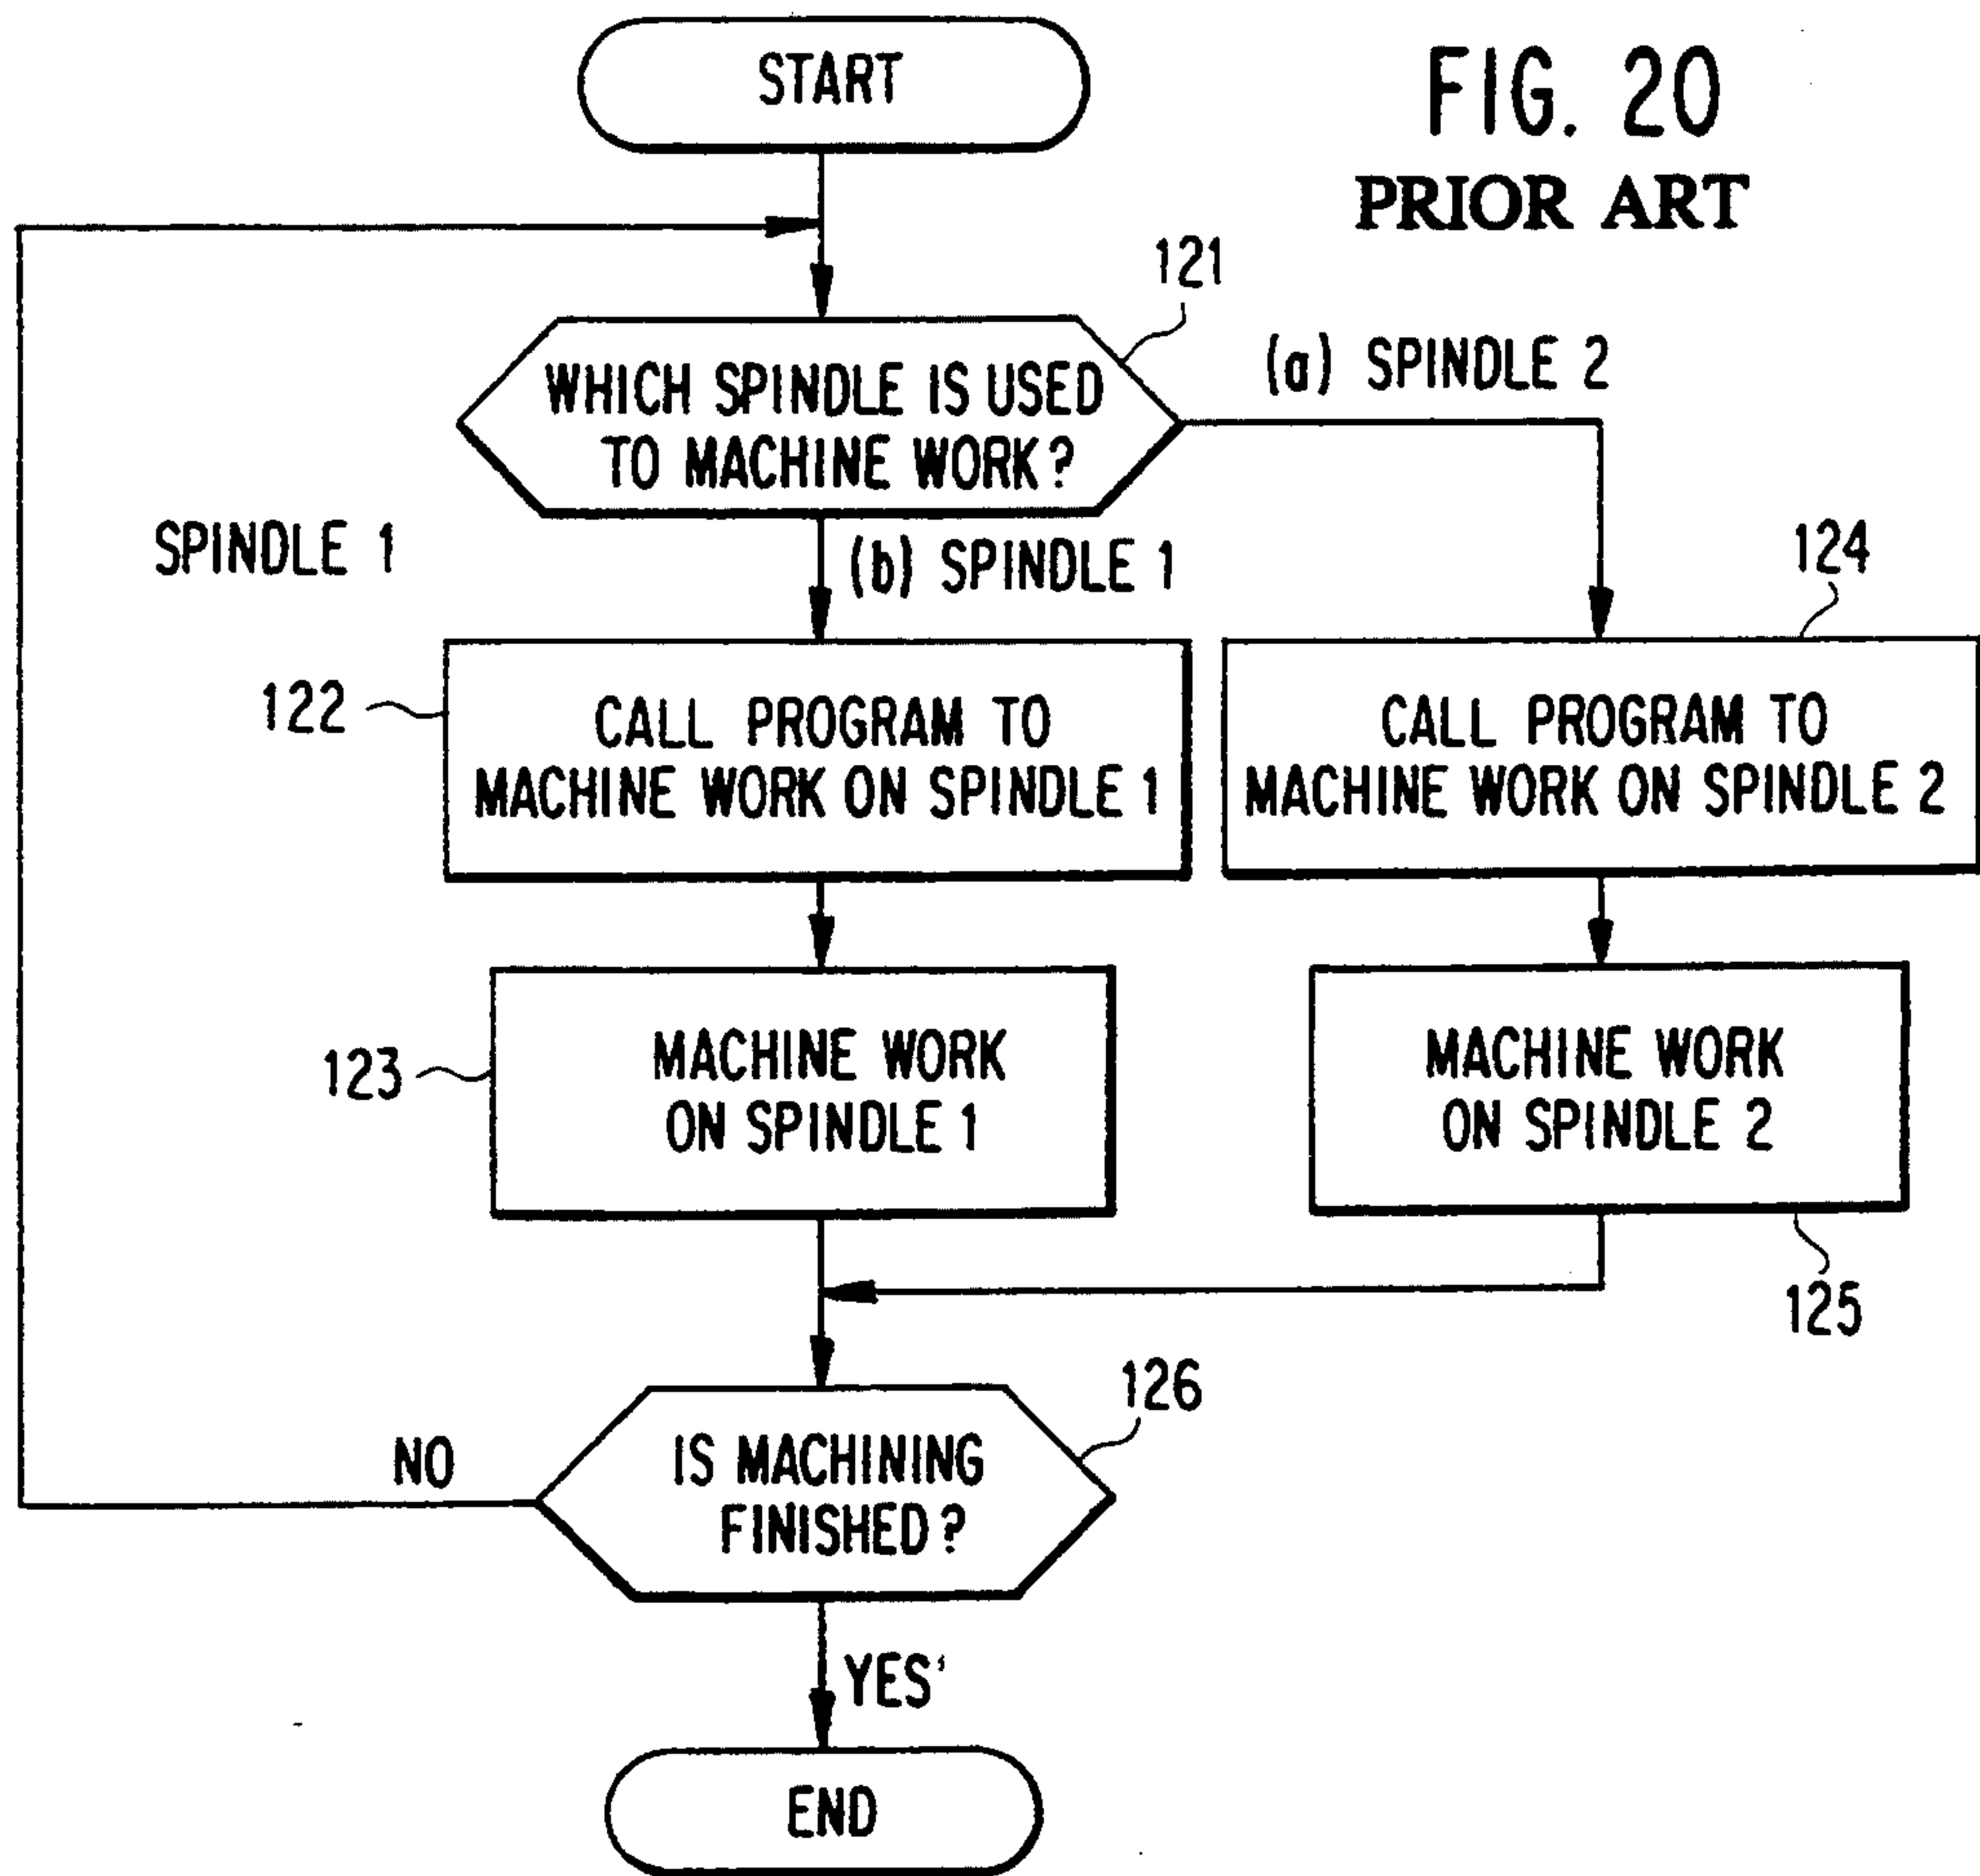 START
FIG. 20
PRIOR ART
121
WHICH SPINDLE IS USED
TO MACHINE WORK?
(a) SPINDLE 2
SPINDLE 1
(b) SPINDLE 1
124
122
CALL PROGRAM TO
MACHINE WORK ON SPINDLE 1
CALL PROGRAM TO
MACHINE WORK ON SPINDLE 2
123
MACHINE WORK
ON SPINDLE 1
MACHINE WORK
ON SPINDLE 2
125
126
NO
IS MACHINING
FINISHED?
YES
END